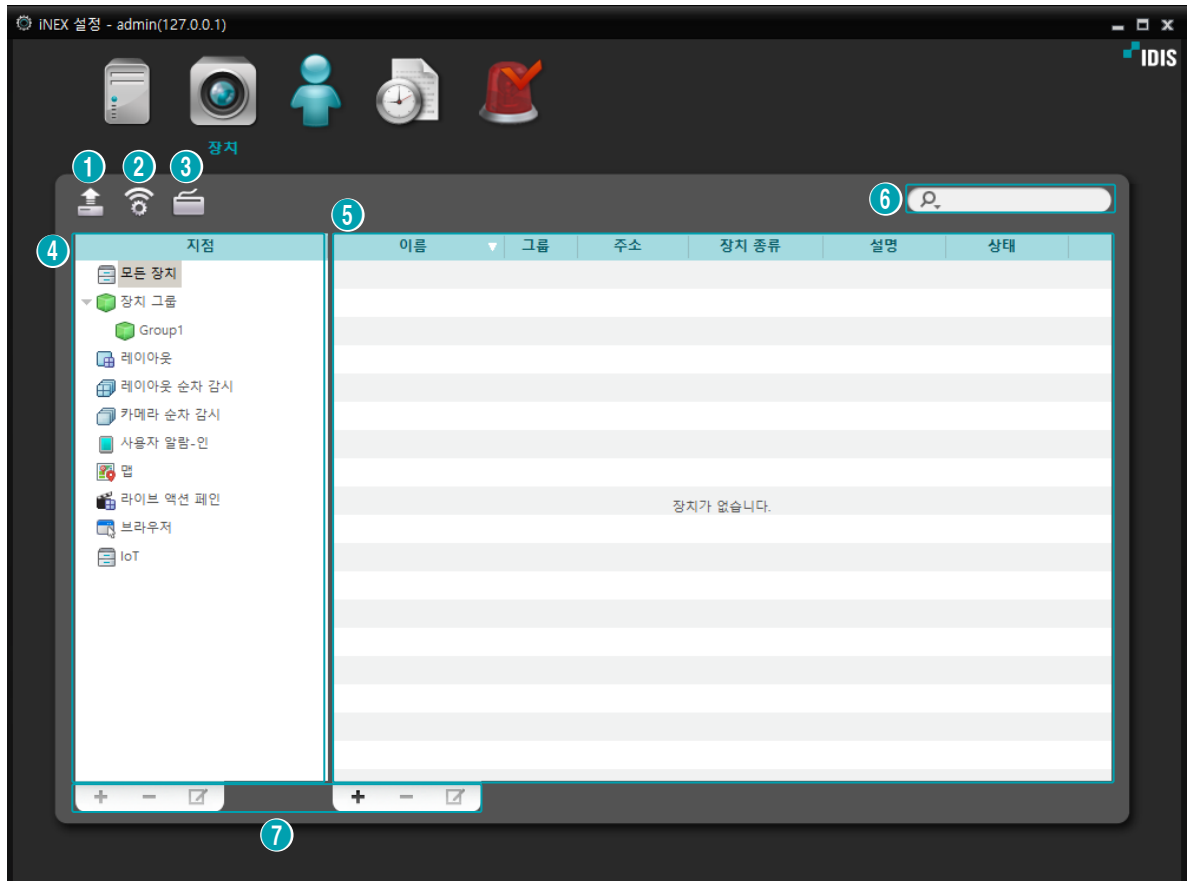 iNEX 설정 - admin(127.0.0.1)
IDIS
장치
1 2 3
6
5
4
지점
이름 그룹 주소 장치 종류 설명 상태
모든 장치
장치 그룹
Group1
레이아웃
레이아웃 순차 감시
카메라 순차 감시
사용자 알람-인
맵
라이브 액션 페인
브라우저
IoT
장치가 없습니다.
7